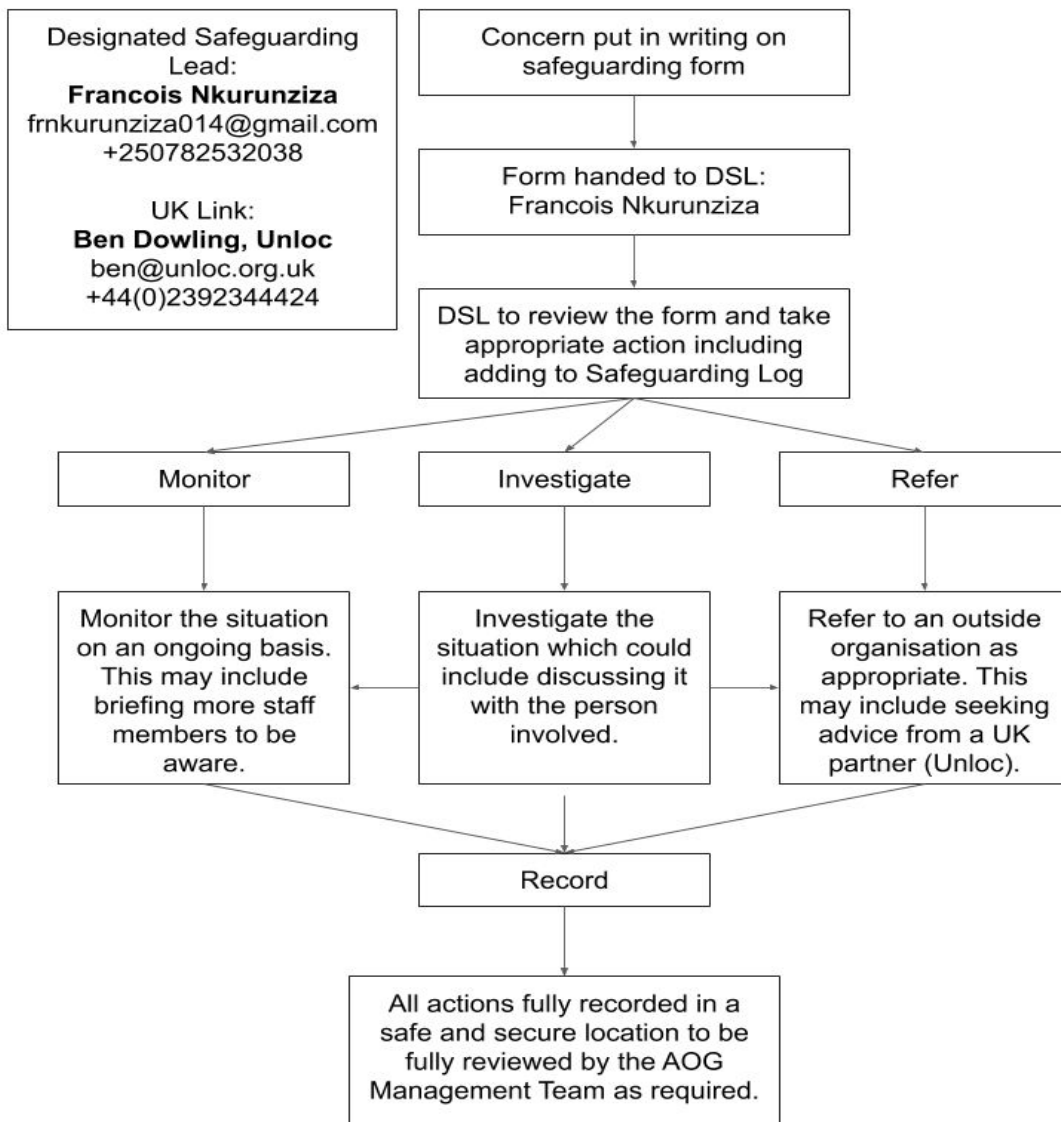 Designated Safeguarding
Lead:
Francois Nkurunziza
frnkurunziza014@gmail.com
+250782532038
UK Link:
Ben Dowling, Unloc
ben@unloc.org.uk
+44(0)2392344424
Concern put in writing on
safeguarding form
Form handed to DSL:
Francois Nkurunziza
DSL to review the form and take
appropriate action including
adding to Safeguarding Log
Monitor
Investigate
Refer
Monitor the situation
on an ongoing basis.
This may include
briefing more staff
members to be
aware.
Investigate the
situation which could
include discussing it
with the person
involved.
Refer to an outside
organisation as
appropriate. This
may include seeking
advice from a UK
partner (Unloc).
Record
All actions fully recorded in a
safe and secure location to be
fully reviewed by the AOG
Management Team as required.